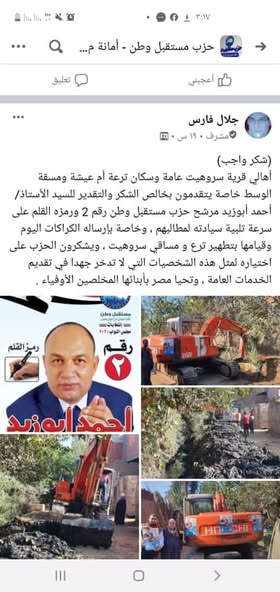 ٣:١٧
حزب مستقبل وطن - أمانة م...
أعجبني
تعليق
جلال فارس
مشرف · ١٩ س
(شكر واجب)
أهالي قرية سروهيت عامة وسكان ترعة أم عيشة ومسقة
الوسط خاصة يتقدمون بخالص الشكر والتقدير للسيد الأستاذ/
أحمد أبوزيد مرشح حزب مستقبل وطن رقم 2 ورمزه القلم على
سرعة تلبية سيادته لمطالبهم ، وخاصة بإرساله الكراكات اليوم
وقيامها بتطهير ترع و مساقي سروهيت ، ويشكرون الحزب على
اختياره لمثل هذه الشخصيات التي لا تدخر جهدا في تقديم
الخدمات العامة ، وتحيا مصر بأبنائها المخلصين الأوفياء .
مستقبل وطن
رقم
٢
رمز القلم
أحمد أبوزيد